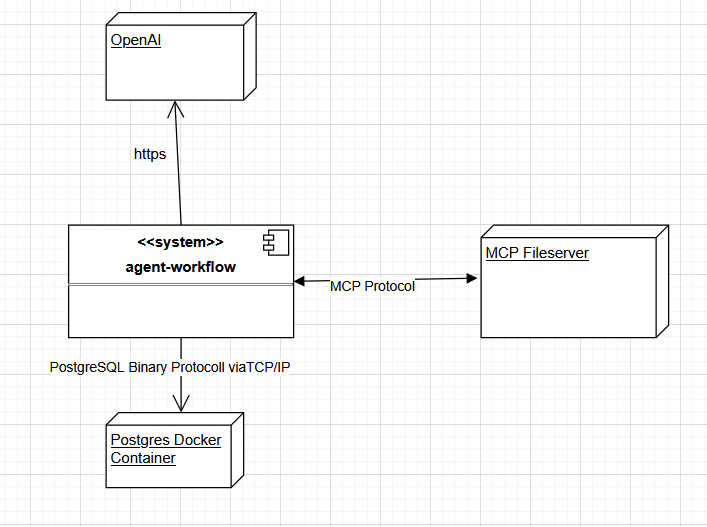 OpenAI
https
<<system>>
agent-workflow
MCP Fileserver
MCP Protocol
PostgreSQL Binary Protocoll viaTCP/IP
Postgres Docker
Container